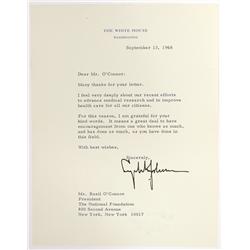 THE WHITE HOUSE
WASHINGTON
September 13, 1968
Dear Mr. O'Connor:
Many thanks for your letter.
I feel very deeply about our recent efforts
to advance medical research and to improve
health care for all our citizens.
For this reason, I am grateful for your
kind words. It means a great deal to have
encouragement from one who knows so much,
and has done so much, as you have done
in this field.
With best wishes,
Sincerely,
Mr. Basil O'Connor
President
The National Foundation
800 Second Avenue
New York, New York 10017